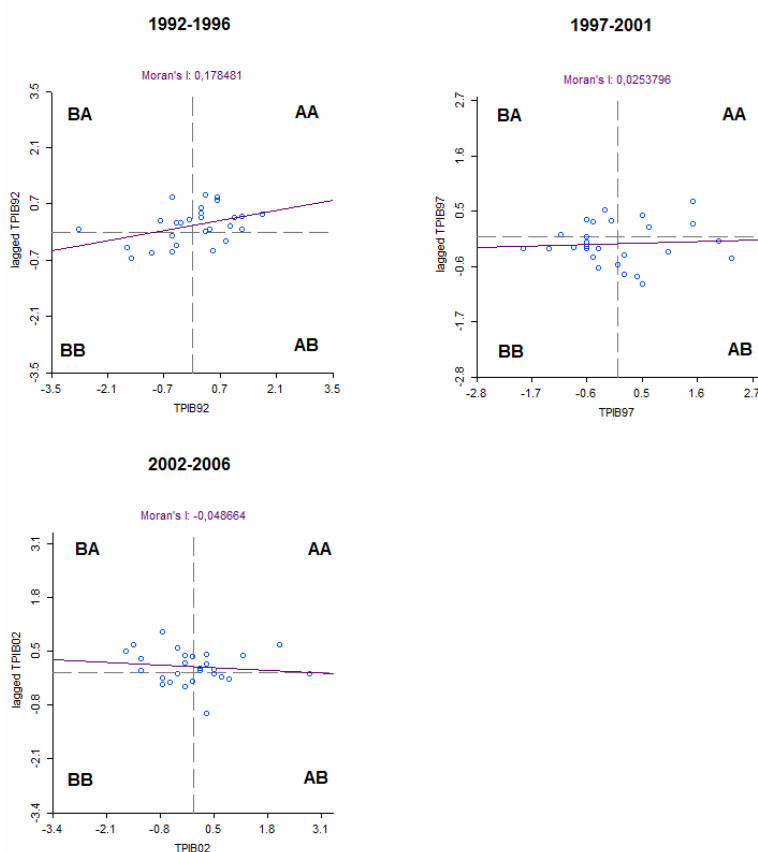 1992-1996
Moran's I: 0,178481
BA
AA
BB
AB
3.5
2.1
0.7
-0.7
-2.1
-3.5
lagged TPIB92
-3.5
-2.1
-0.7
0.7
2.1
3.5
TPIB92
1997-2001
Moran's I: 0,0253796
BA
AA
BB
AB
2.7
1.6
0.5
-0.6
-1.7
-2.8
lagged TPIB97
-2.8
-1.7
-0.6
0.5
1.6
2.7
TPIB97
2002-2006
Moran's I: -0,048664
BA
AA
BB
AB
3.1
1.8
0.5
-0.8
-2.1
-3.4
lagged TPIB02
-3.4
-2.1
-0.8
0.5
1.8
3.1
TPIB02